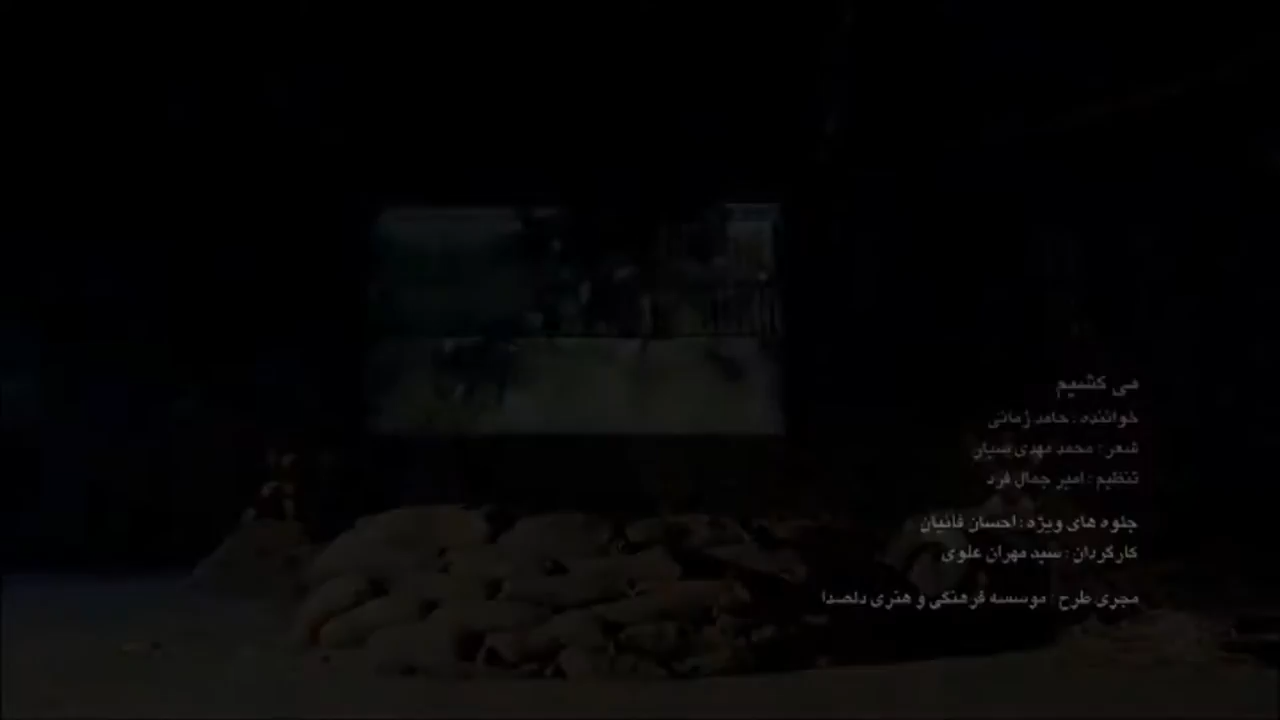 می کشیم
خواننده : حامد زمانی
شعر : محمد مهدی سیار
تنظیم : امیر جمال فرد
جلوه های ویژه : احسان فانیان
کارگردان : سید مهران علوی
مجری طرح : موسسه فرهنگی و هنری دلصدا